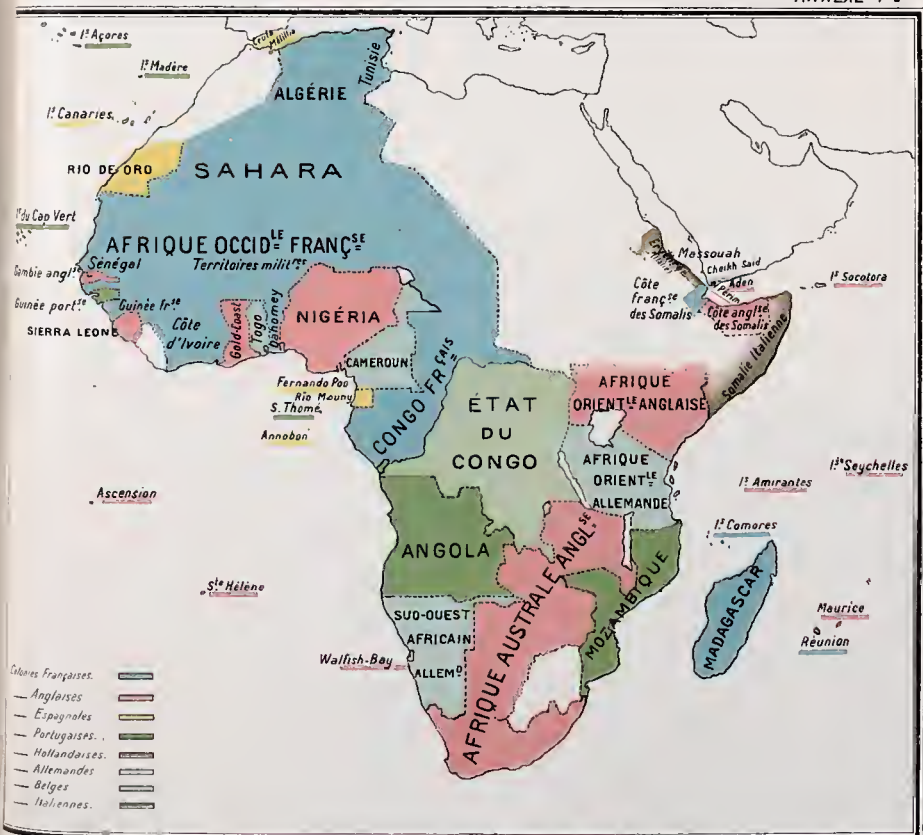 Iˢ Açores
Iˢ Madère
Iˢ Canaries
Ceuta
Mélilla
Tunisie
ALGÉRIE
RIO DE ORO
SAHARA
Iˢ du Cap Vert
AFRIQUE OCCIDᴸᴱ FRANÇˢᴱ
Territoires militʳᵉˢ
Sénégal
Gambie anglˢᵉ
Guinée portˢᵉ
Guinée frˢᵉ
SIERRA LEONE
Côte
d'Ivoire
Gold-Coast
Togo
Dahomey
NIGÉRIA
CAMEROUN
Fernando Poo
Rio Mouny
S. Thomé
Annobon
CONGO FRÇAIS
ÉTAT
DU
CONGO
Erythrée
Massouah
Cheikh Said
Périm
Aden
Iˢ Socotora
Côte
Françˢᵉ
des Somalis
Côte anglˢᵉ
des Somalis
Somalie Italienne
AFRIQUE
ORIENTᴸᴱ ANGLAISE
AFRIQUE
ORIENTᴸᴱ
ALLEMANDE
Iˢ Seychelles
Iˢ Amirantes
Iˢ Comores
Ascension
Sᵗᵉ Hélène
ANGOLA
SUD-OUEST
AFRICAIN
ALLEMᴰ
Walfish-Bay
AFRIQUE AUSTRALE ANGLˢᴱ
MOZAMBIQUE
MADAGASCAR
Maurice
Réunion
Colonies Françaises.
— Anglaises
— Espagnoles
— Portugaises..
— Hollandaises.
— Allemandes
— Belges
— Italiennes.